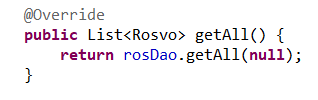 @Override
public List<Rosvo> getAll() {
    return rosDao.getAll(null);
}